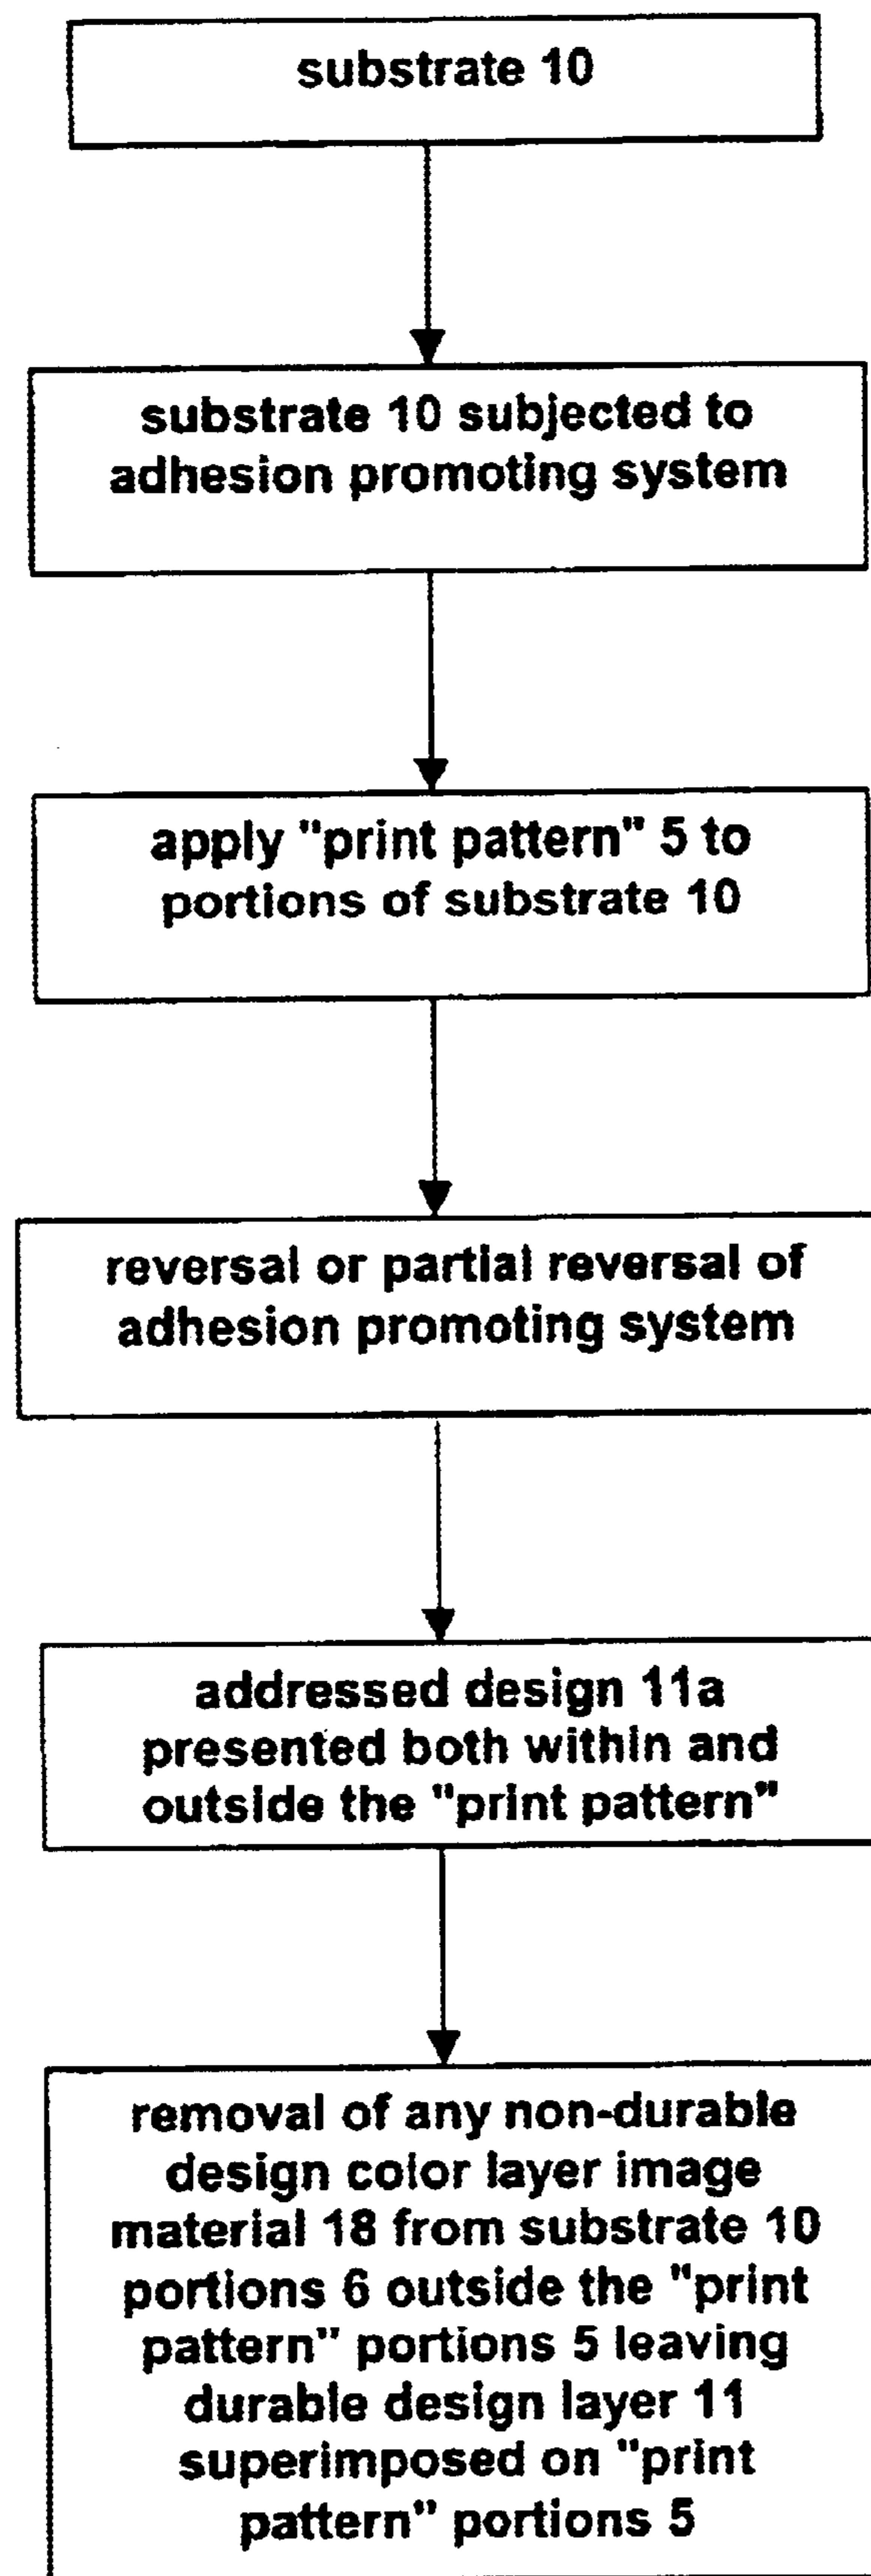 substrate 10
substrate 10 subjected to
adhesion promoting system
apply "print pattern" 5 to
portions of substrate 10
reversal or partial reversal of
adhesion promoting system
addressed design 11a
presented both within and
outside the "print pattern"
removal of any non-durable
design color layer image
material 18 from substrate 10
portions 6 outside the "print
pattern" portions 5 leaving
durable design layer 11
superimposed on "print
pattern" portions 5